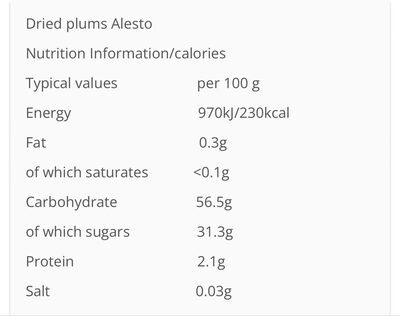 Dried plums Alesto
Nutrition Information/calories
Typical values per 100 g
Energy 970kJ/230kcal
Fat 0.3g
of which saturates <0.1g
Carbohydrate 56.5g
of which sugars 31.3g
Protein 2.1g
Salt 0.03g